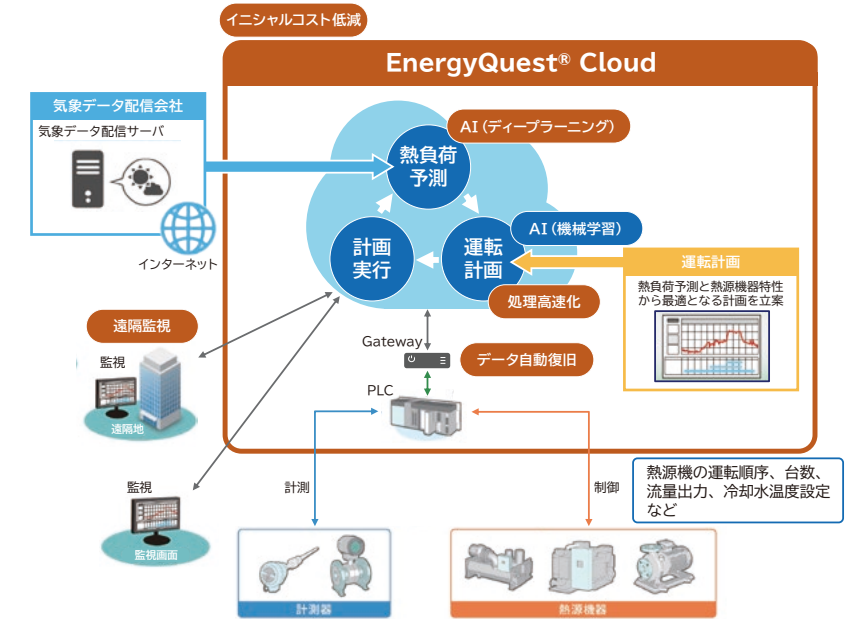 イニシャルコスト低減
EnergyQuest® Cloud
気象データ配信会社
気象データ配信サーバ
インターネット
AI（ディープラーニング）
熱負荷
予測
AI（機械学習）
計画
実行
運転
計画
処理高速化
運転計画
熱負荷予測と熱源機器特性
から最適となる計画を立案
遠隔監視
監視
遠隔地
Gateway
データ自動復旧
PLC
監視
監視画面
計測
制御
熱源機の運転順序、台数、
流量出力、冷却水温度設定
など
計測器
熱源機器